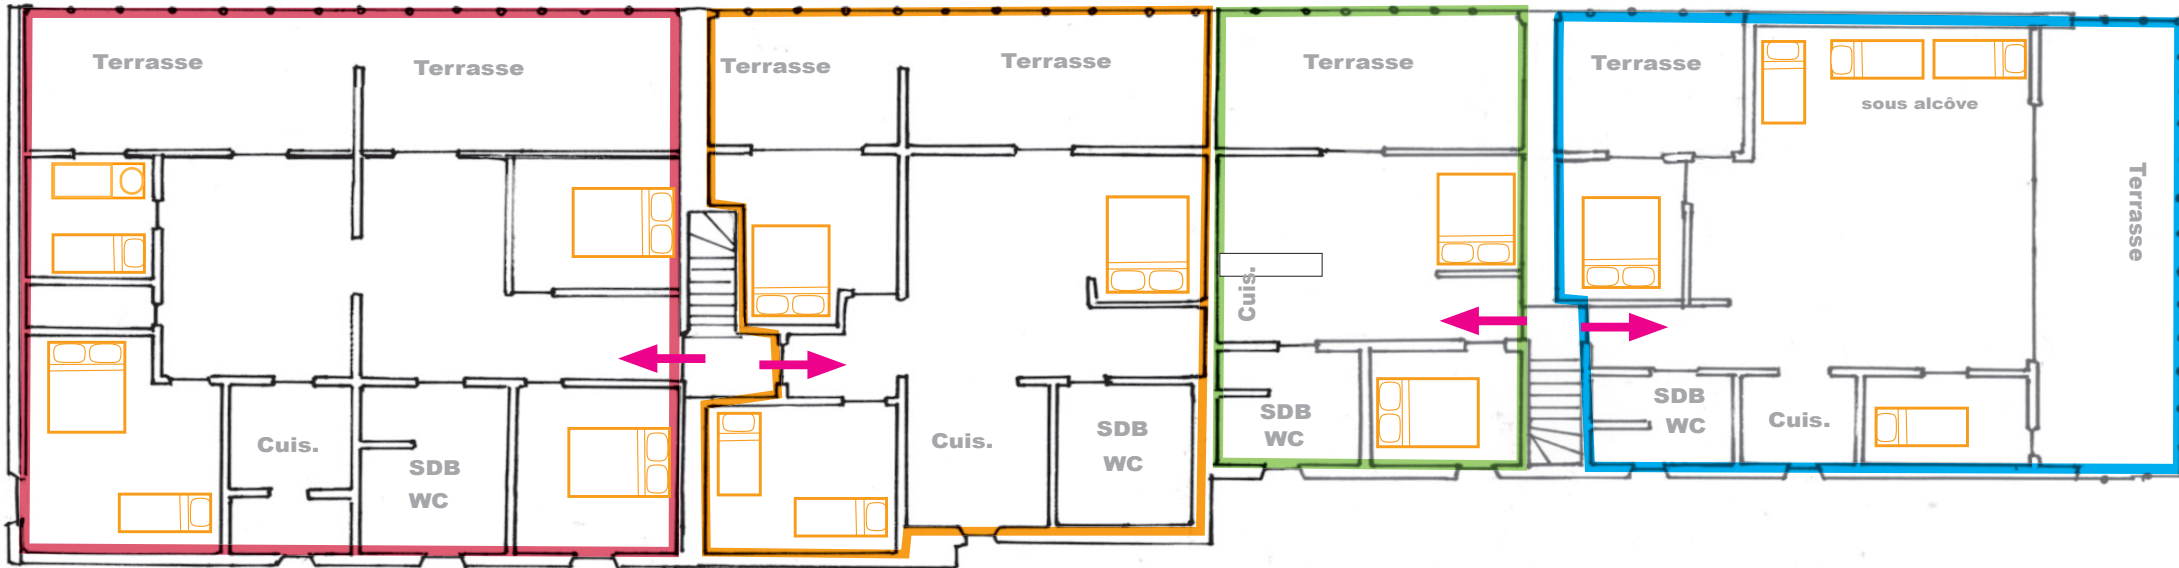 Terrasse
Terrasse
Cuis.
SDB
WC
Terrasse
Terrasse
Cuis.
SDB
WC
Terrasse
Cuis.
SDB
WC
Terrasse
sous alcôve
Terrasse
SDB
WC
Cuis.